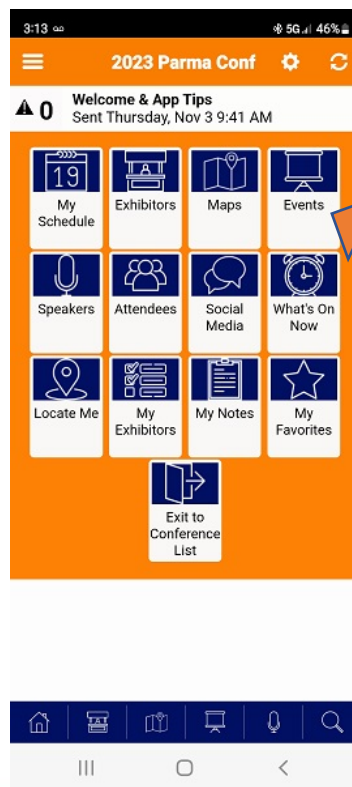 3:13
5G 46%
2023 Parma Conf
0 Welcome & App Tips
Sent Thursday, Nov 3 9:41 AM
19
My Schedule
Exhibitors
Maps
Events
Speakers
Attendees
Social Media
What's On Now
Locate Me
My Exhibitors
My Notes
My Favorites
Exit to Conference List